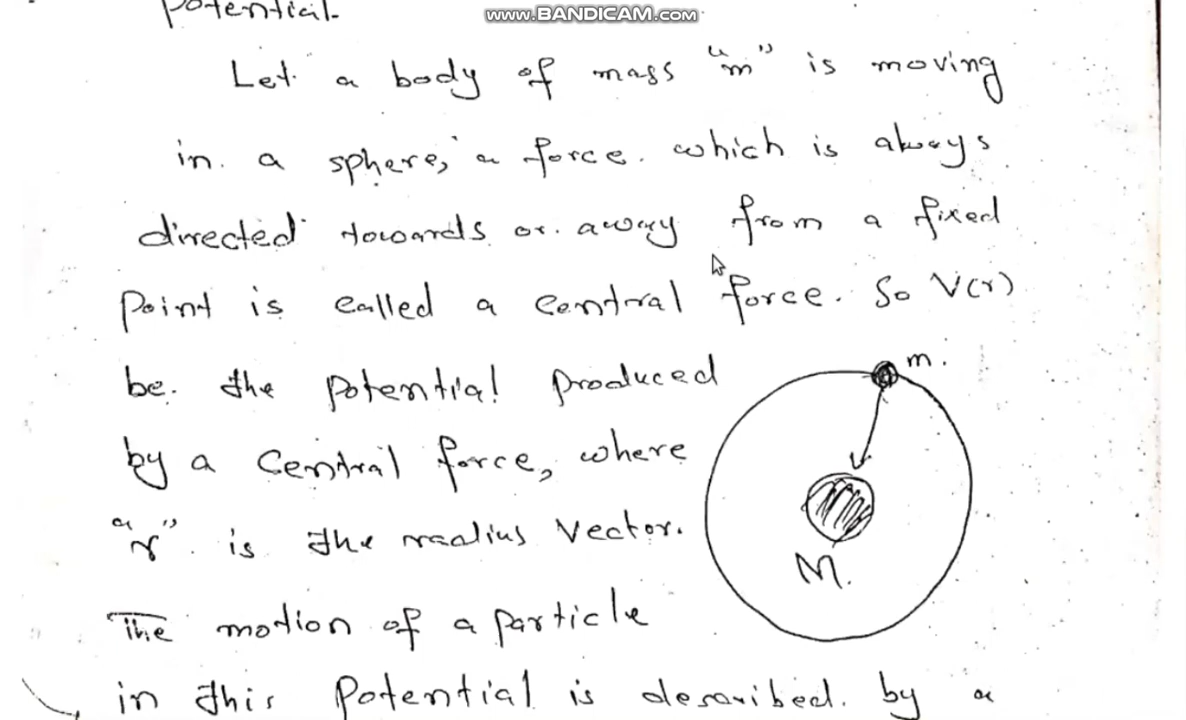 www.BANDICAM.com
Potential.
Let a body of mass "m" is moving
in a sphere, a force which is always
directed towards or away from a fixed
Point is called a central force. So V(r)
be the Potential Produced
by a Central force, where
"r" is the radius vector.
The motion of a particle
in this Potential is described by a
m.
M.